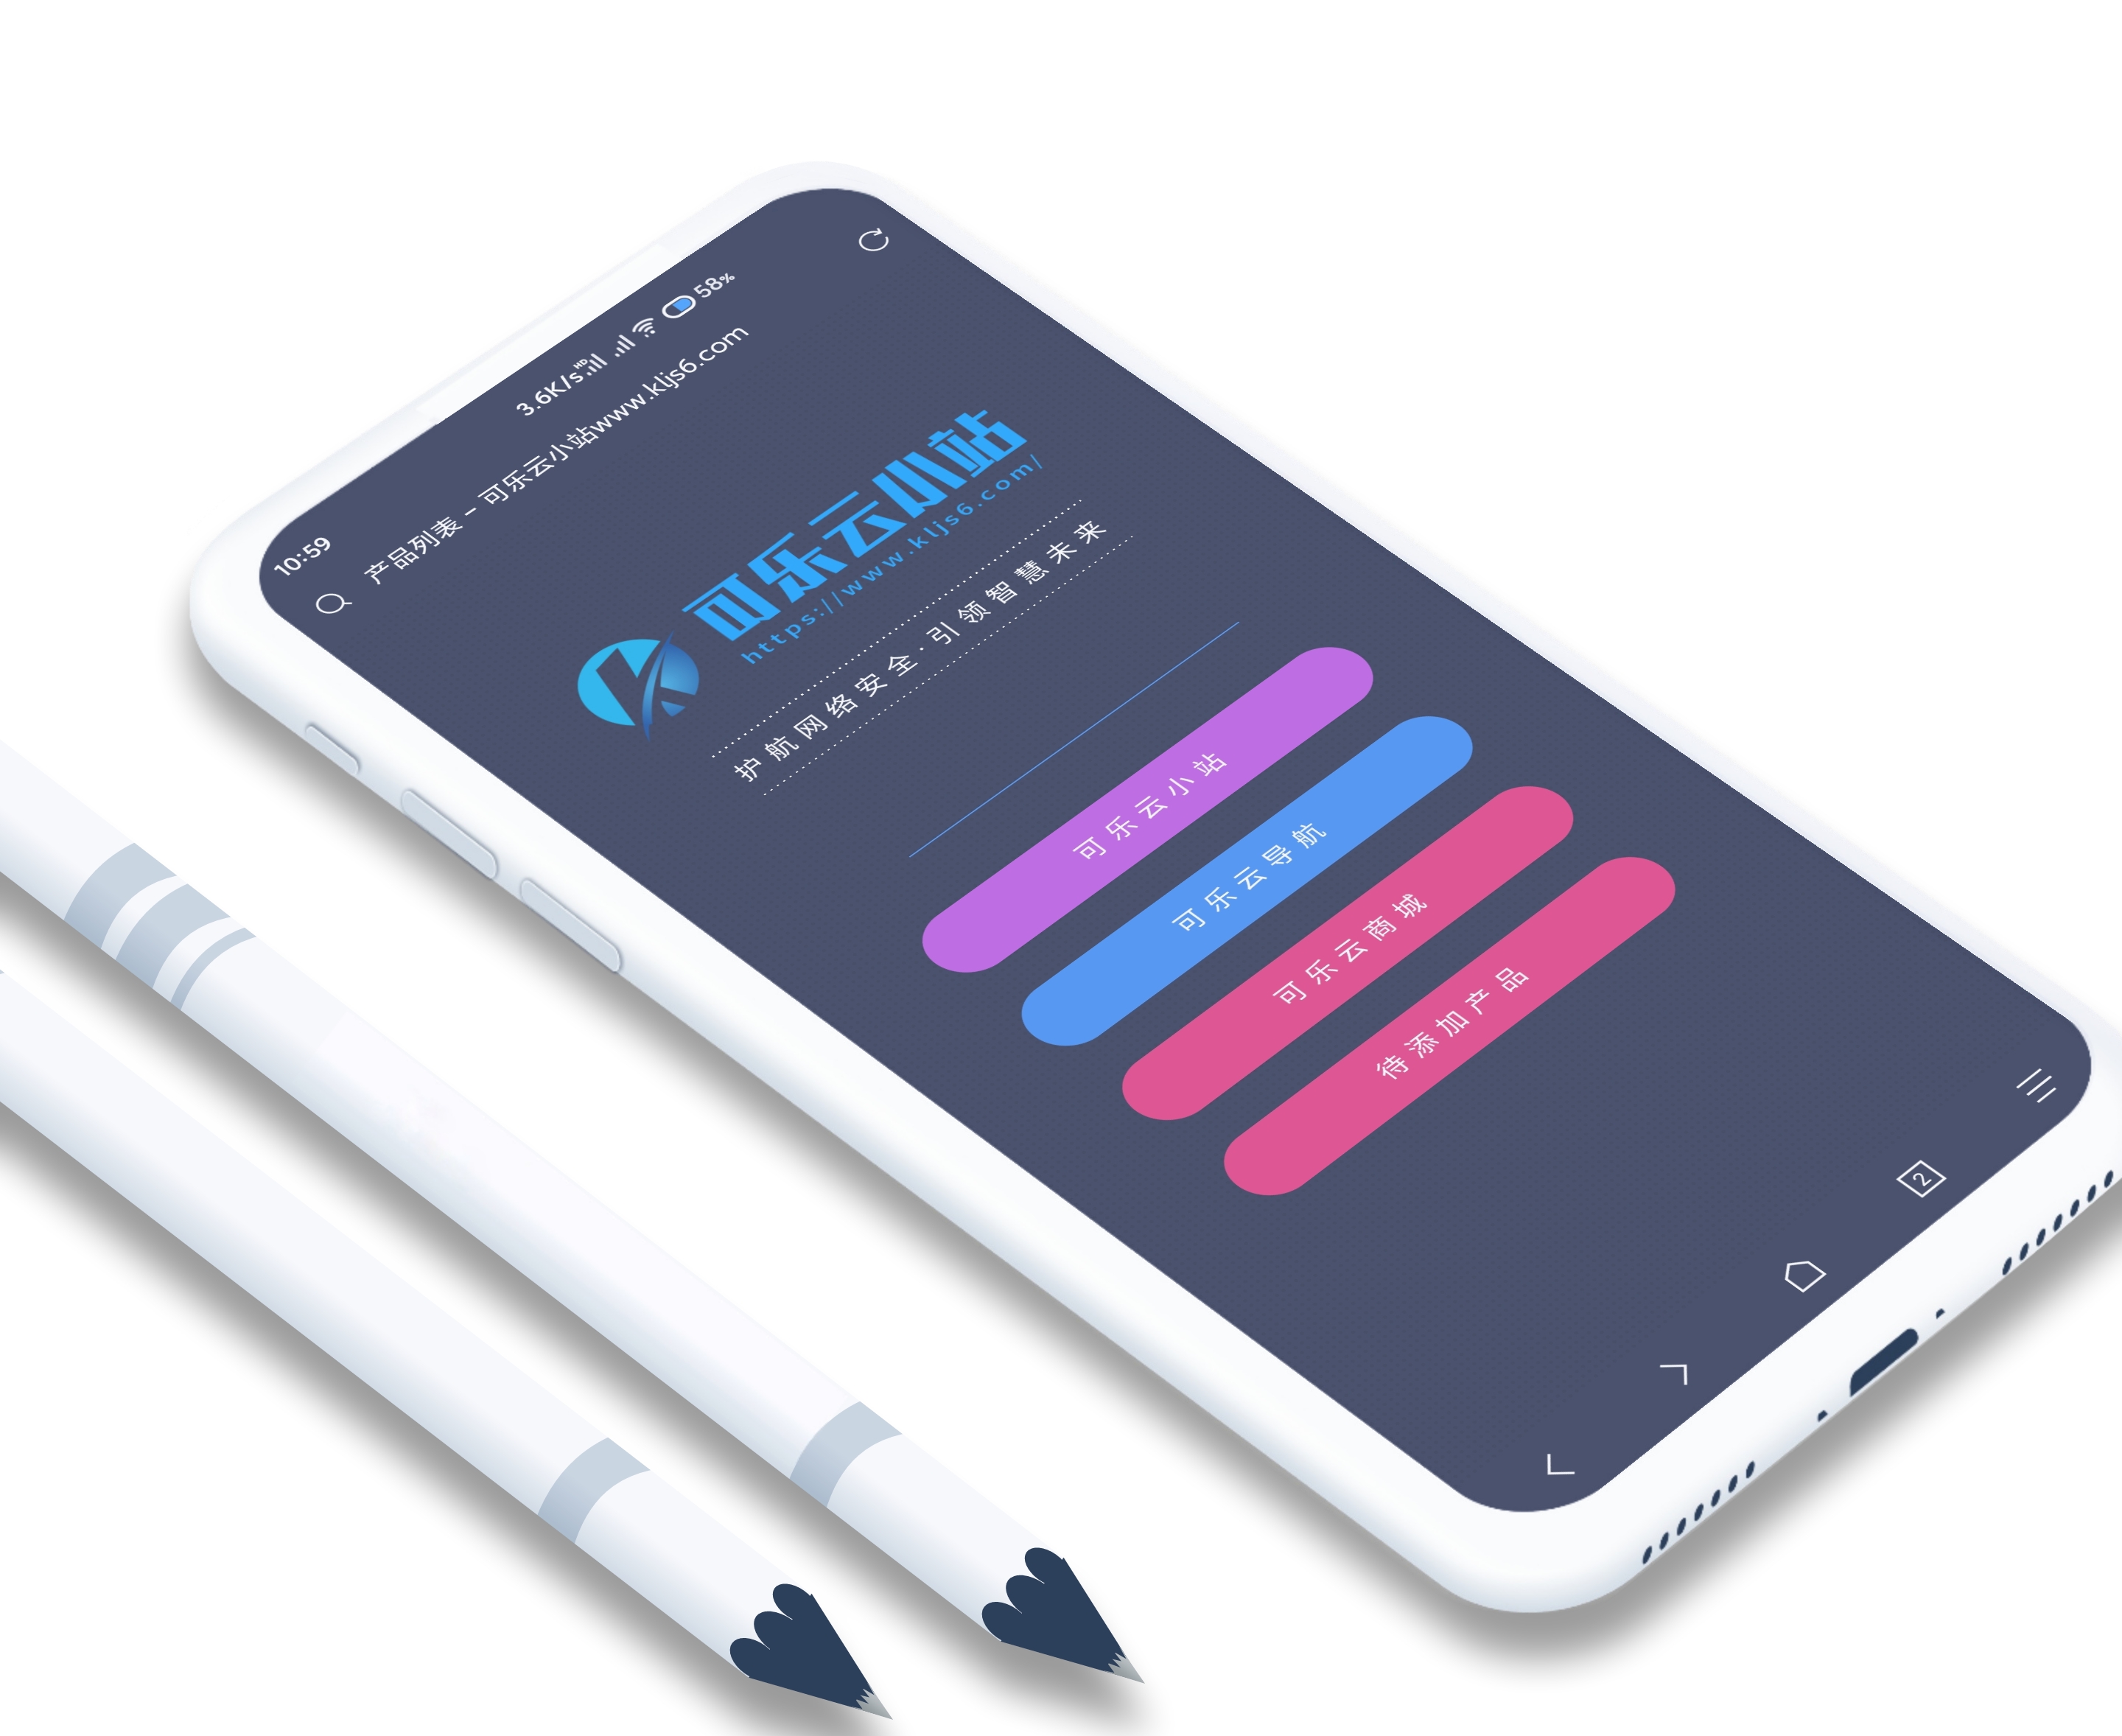 10:59
3.6K/s HD 58%
产品列表 - 可乐云小站www.kljs6.com
可乐云小站
https://www.kljs6.com/
护航网络安全·引领智慧未来
可乐云小站
可乐云导航
可乐云商城
待添加产品
2